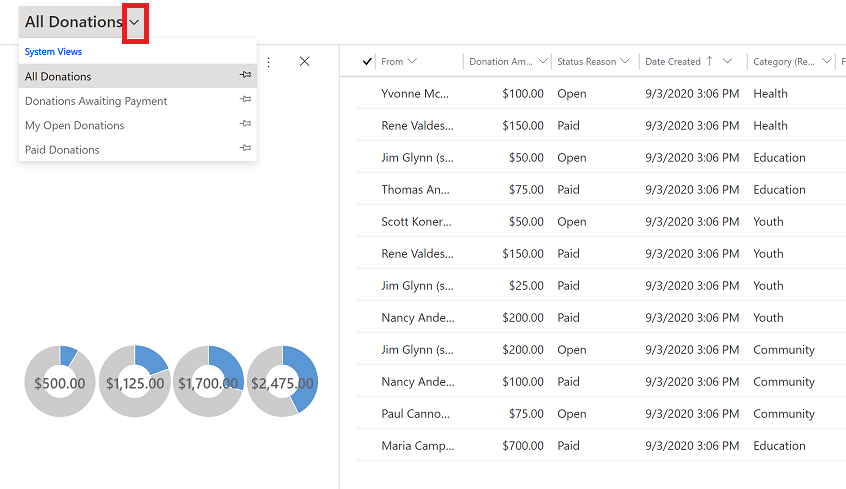 All Donations
System Views
All Donations
Donations Awaiting Payment
My Open Donations
Paid Donations
From Donation Am... Status Reason Date Created Category (Re... F
Yvonne Mc... $100.00 Open 9/3/2020 3:06 PM Health
Rene Valdes... $150.00 Paid 9/3/2020 3:06 PM Health
Jim Glynn (s... $50.00 Open 9/3/2020 3:06 PM Education
Thomas An... $75.00 Paid 9/3/2020 3:06 PM Education
Scott Koner... $50.00 Open 9/3/2020 3:06 PM Youth
Rene Valdes... $150.00 Paid 9/3/2020 3:06 PM Youth
Jim Glynn (s... $25.00 Open 9/3/2020 3:06 PM Youth
Nancy Ande... $200.00 Paid 9/3/2020 3:06 PM Youth
Jim Glynn (s... $200.00 Open 9/3/2020 3:06 PM Community
Nancy Ande... $100.00 Paid 9/3/2020 3:06 PM Community
Paul Canno... $75.00 Open 9/3/2020 3:06 PM Community
Maria Camp... $700.00 Paid 9/3/2020 3:06 PM Education
$500.00 $1,125.00 $1,700.00 $2,475.00